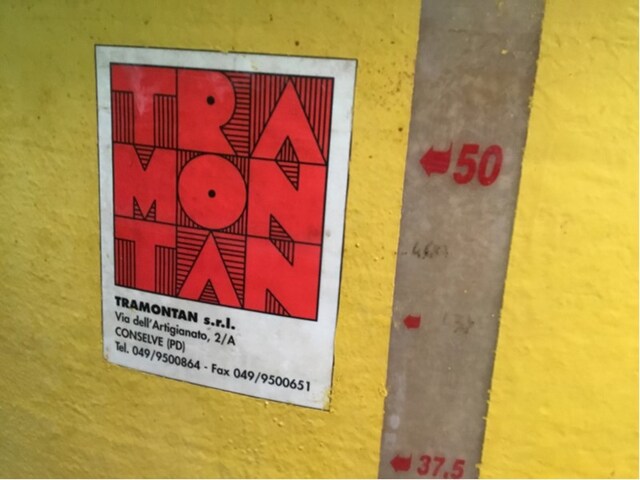 TRA
MON
TAN
TRAMONTAN s.r.l.
Via dell'Artigianato, 2/A
CONSELVE (PD)
Tel. 049/9500864 - Fax 049/9500651
50
37,5